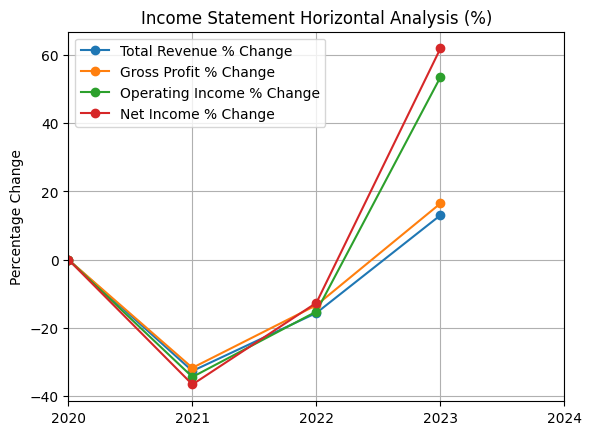 Income Statement Horizontal Analysis (%)
Total Revenue % Change
Gross Profit % Change
Operating Income % Change
Net Income % Change
Percentage Change
60
40
20
0
−20
−40
2020
2021
2022
2023
2024